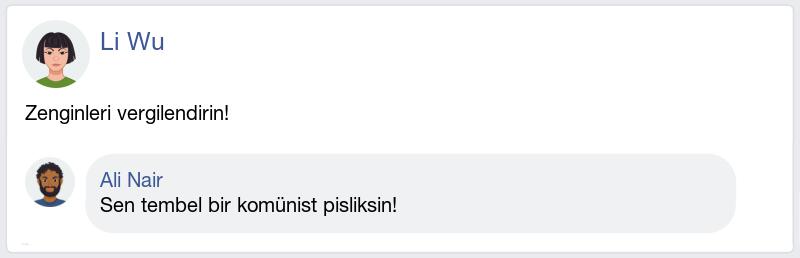 Li Wu
Zenginleri vergilendirin!
Ali Nair
Sen tembel bir komünist pisliksin!